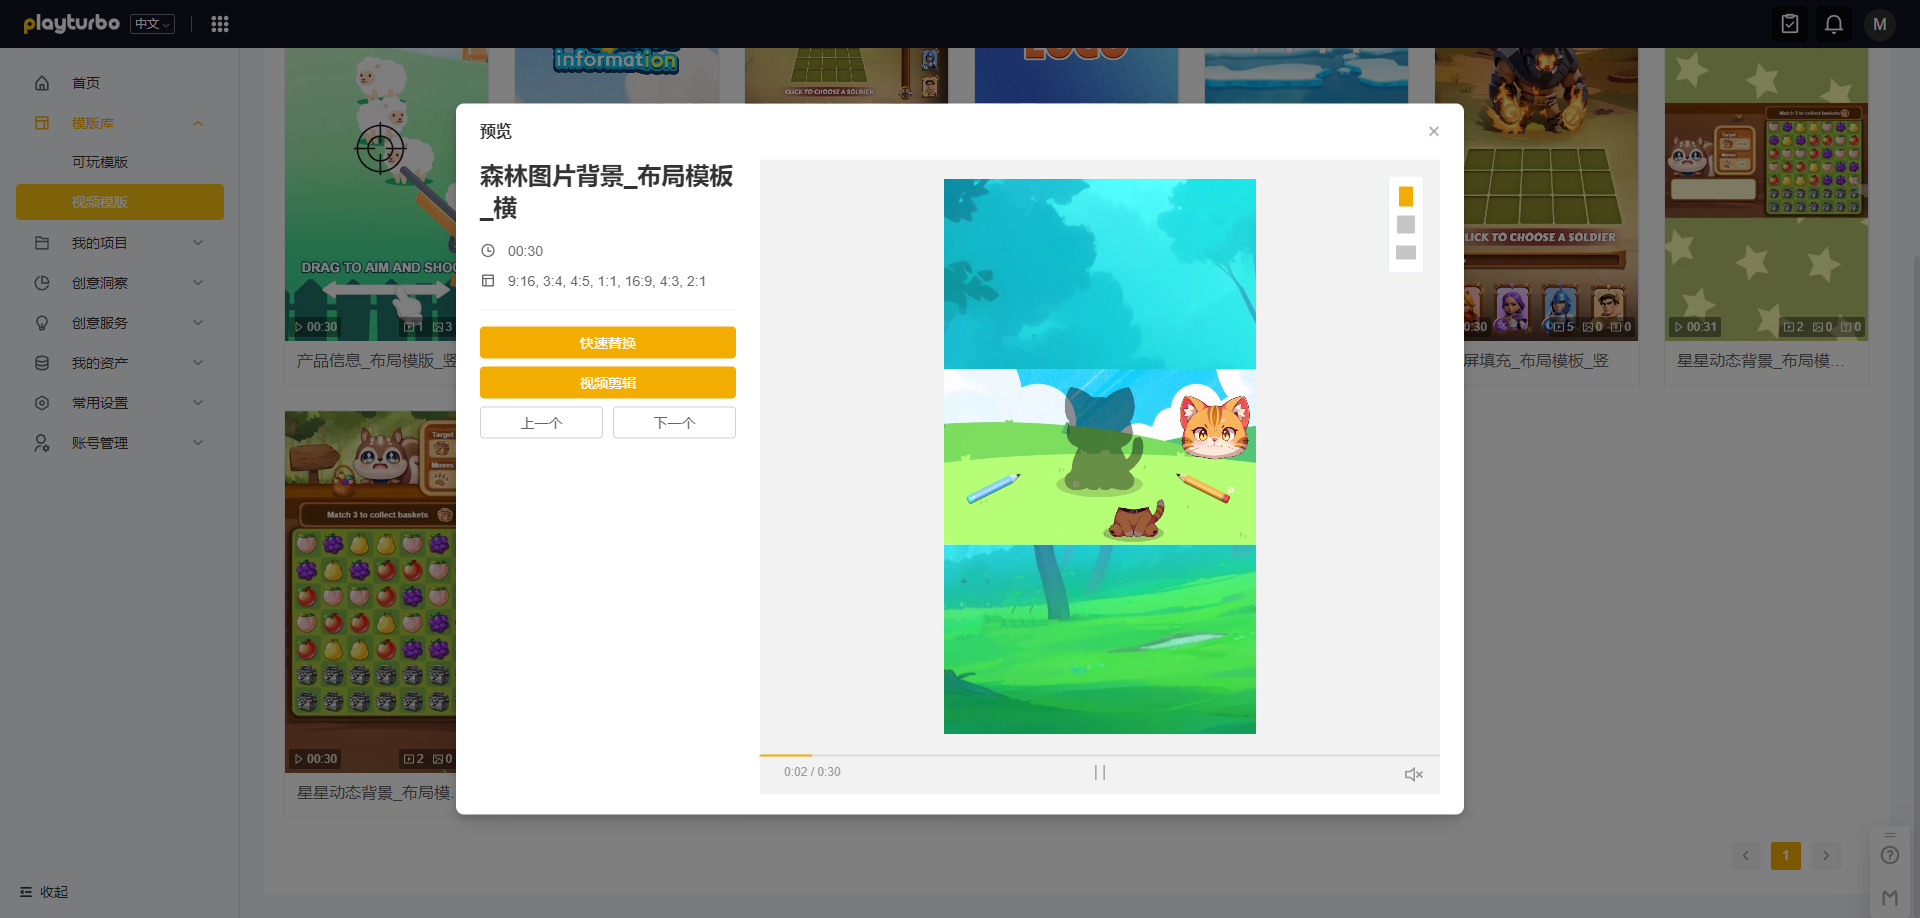 playturbo 中文 M
首页
模版库
可玩模版
视频模版
我的项目
创意洞察
创意服务
我的资产
常用设置
账号管理
收起
DRAG TO AIM AND SHOO
00:30 1 3
产品信息_布局模版_竖
information
CLICK TO CHOOSE A SOLDIER
LICK TO CHOOSE A SOLDIER
0:30 5 0 0
屏填充_布局模板_竖
Match 3 to collect baskets
Target
Moves
00:31 2 0 0
星星动态背景_布局模…
Target
Moves
Match 3 to collect baskets
00:30 2 0
星星动态背景_布局模
预览
森林图片背景_布局模板
_横
00:30
9:16, 3:4, 4:5, 1:1, 16:9, 4:3, 2:1
快速替换
视频剪辑
上一个 下一个
0:02 / 0:30
1